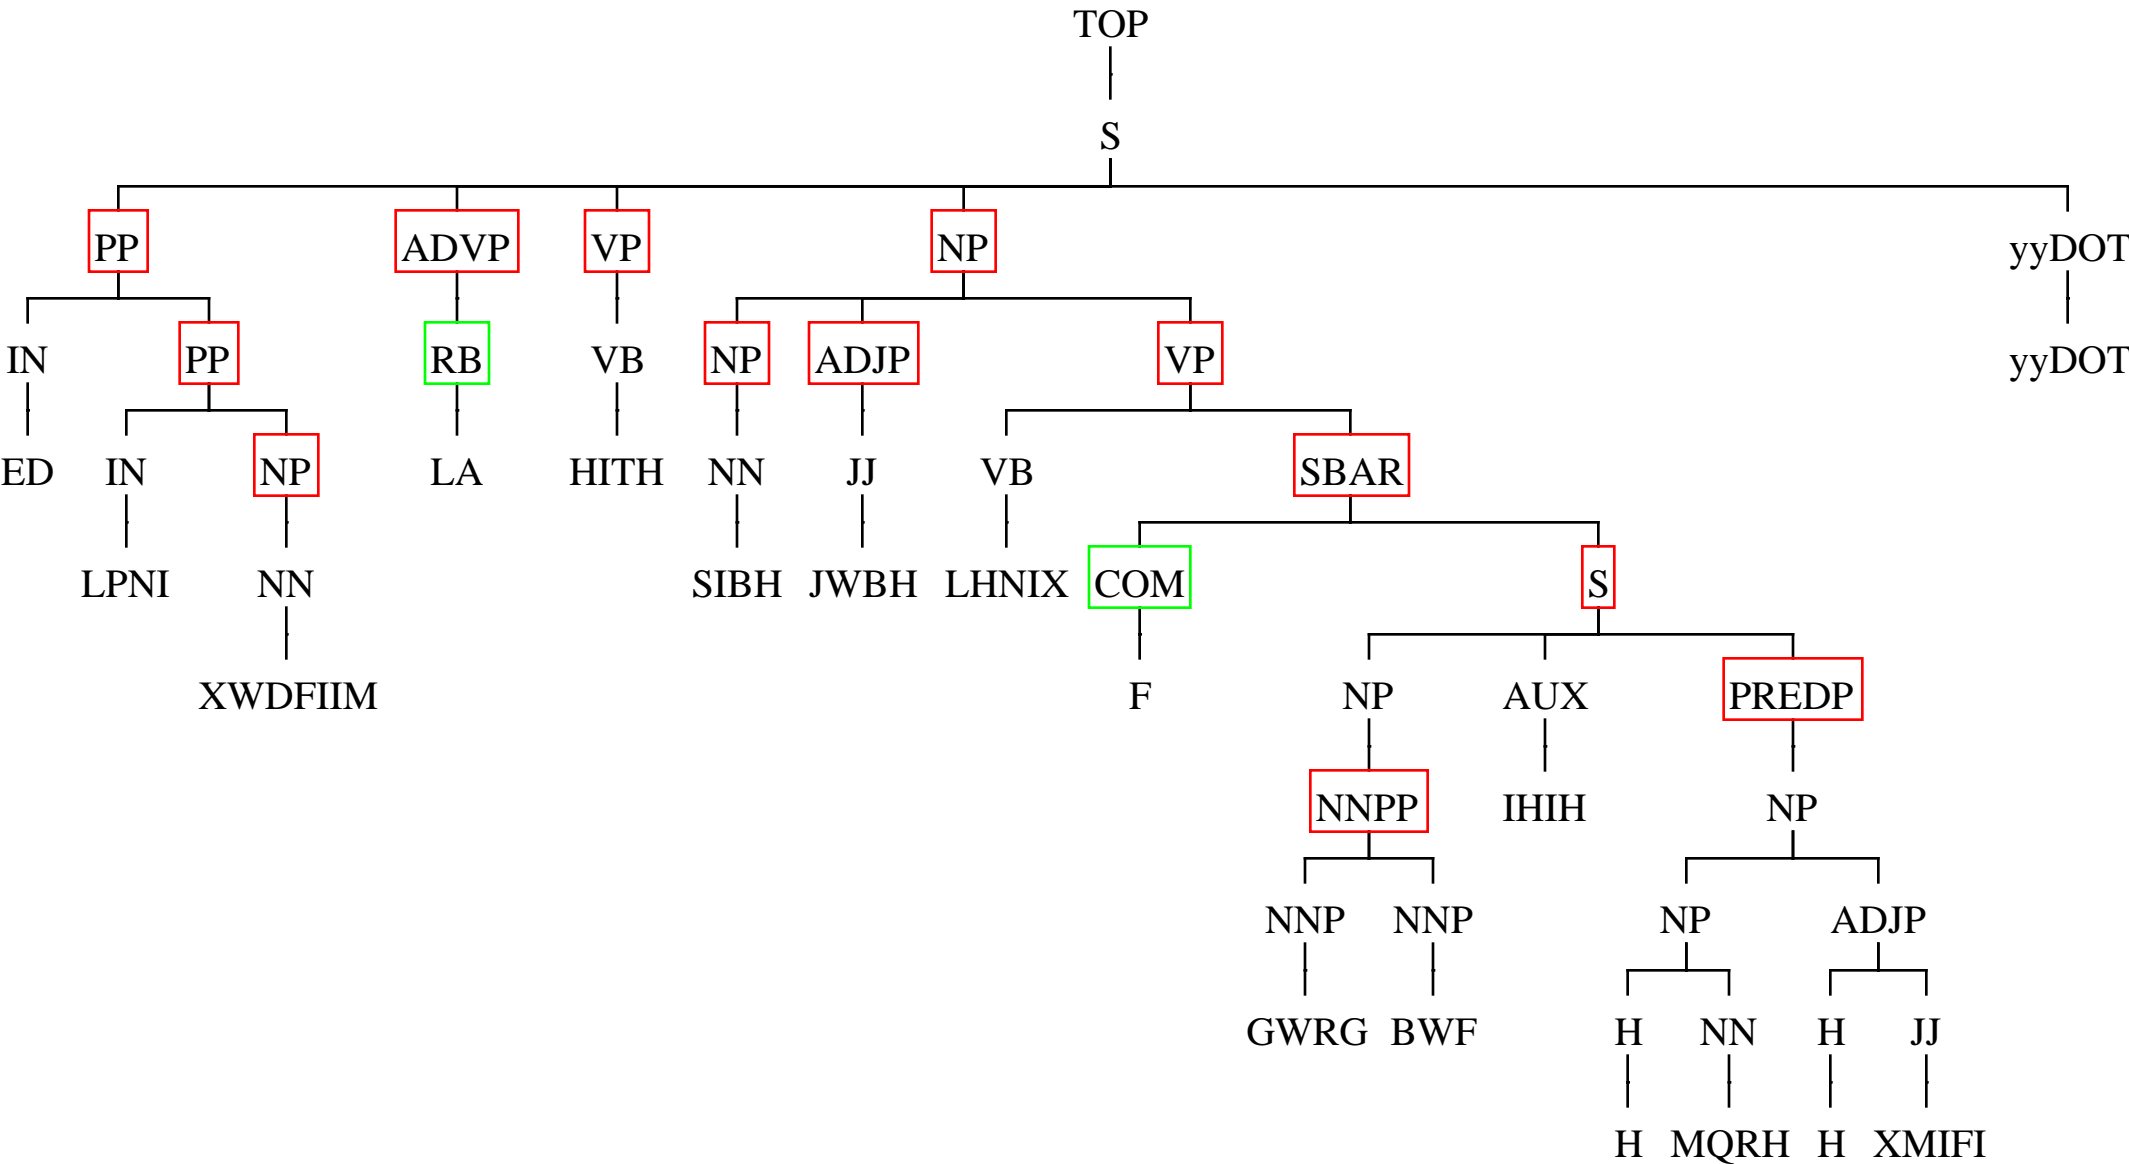 TOP
S
PP ADVP VP NP yyDOT
IN PP RB VB NP ADJP VP yyDOT
ED IN NP LA HITH NN JJ VB SBAR
LPNI NN SIBH JWBH LHNIX COM S
XWDFIIM F NP AUX PREDP
NNPP IHIH NP
NNP NNP NP ADJP
GWRG BWF H NN H JJ
H MQRH H XMIFI